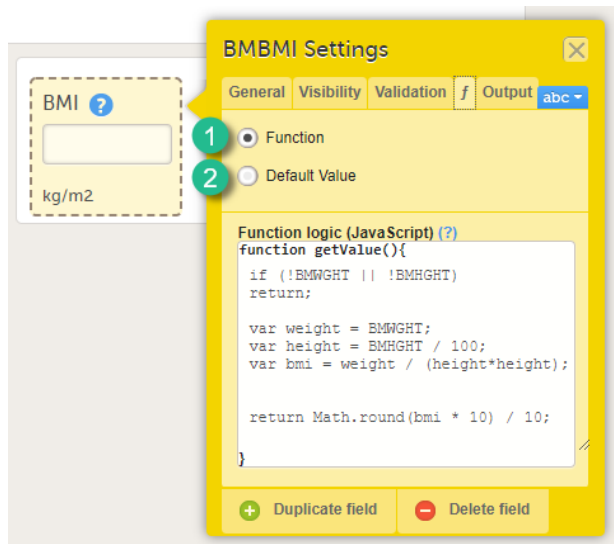 BMBMI Settings
General Visibility Validation f Output abc
BMI ?
kg/m2
1 Function
2 Default Value
Function logic (JavaScript) (?)
function getValue(){
if (!BMWGHT || !BMHGHT)
return;
var weight = BMWGHT;
var height = BMHGHT / 100;
var bmi = weight / (height*height);
return Math.round(bmi * 10) / 10;
}
Duplicate field Delete field